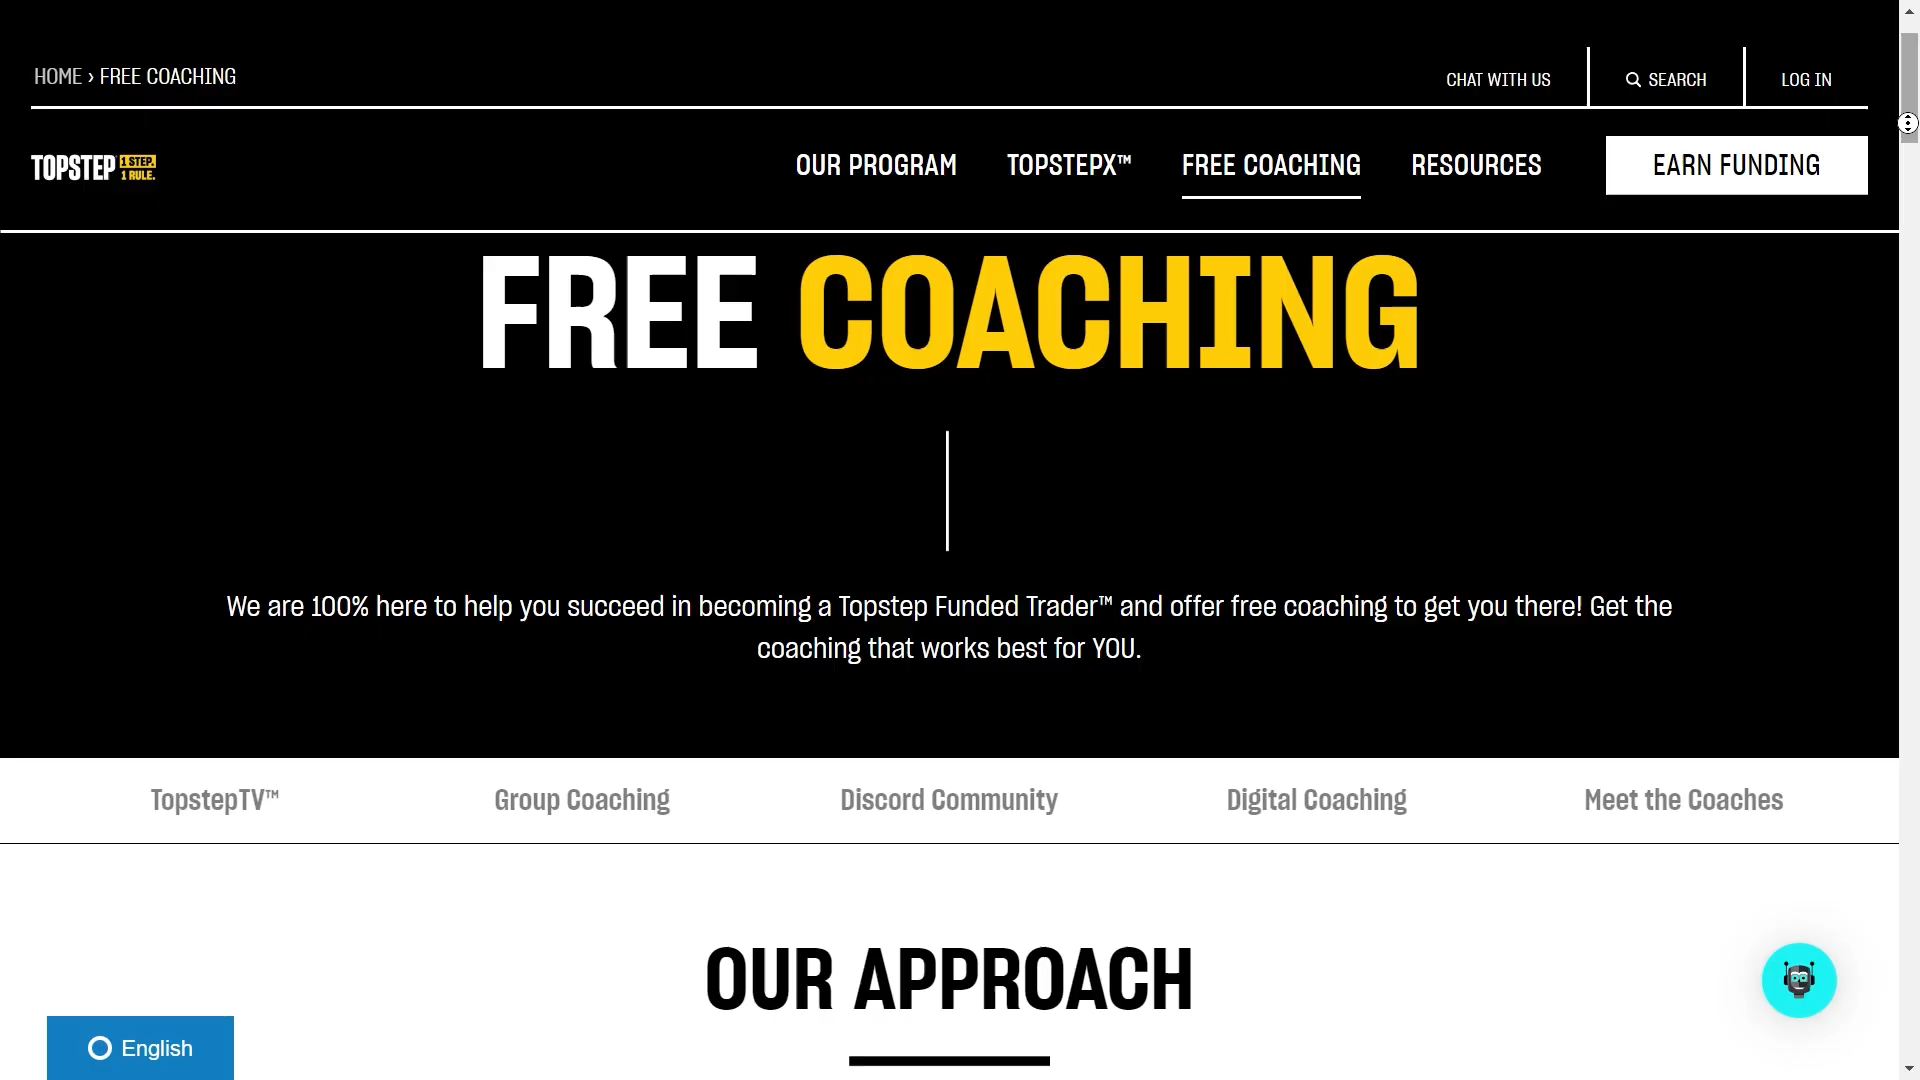 HOME › FREE COACHING
CHAT WITH US
SEARCH
LOG IN
TOPSTEP
1 STEP.
1 RULE.
OUR PROGRAM
TOPSTEPX™
FREE COACHING
RESOURCES
EARN FUNDING
FREE COACHING
We are 100% here to help you succeed in becoming a Topstep Funded Trader™ and offer free coaching to get you there! Get the
coaching that works best for YOU.
TopstepTV™
Group Coaching
Discord Community
Digital Coaching
Meet the Coaches
OUR APPROACH
English